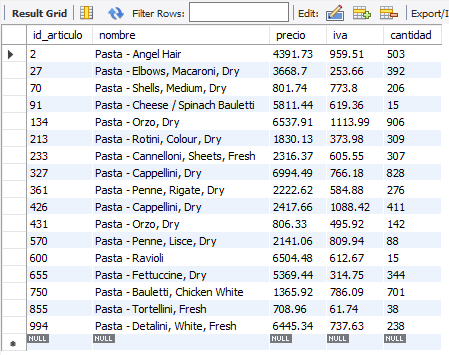 Result Grid Filter Rows: Edit: Export/I
id_articulo nombre precio iva cantidad
2 Pasta - Angel Hair 4391.73 959.51 503
27 Pasta - Elbows, Macaroni, Dry 3668.7 253.66 392
70 Pasta - Shells, Medium, Dry 801.74 773.8 206
91 Pasta - Cheese / Spinach Bauletti 5811.44 619.36 15
134 Pasta - Orzo, Dry 6537.91 1113.99 906
213 Pasta - Rotini, Colour, Dry 1830.13 373.98 309
233 Pasta - Cannelloni, Sheets, Fresh 2316.37 605.55 307
327 Pasta - Cappellini, Dry 6994.49 766.18 828
361 Pasta - Penne, Rigate, Dry 2222.62 584.88 276
426 Pasta - Cappellini, Dry 2417.66 1088.42 411
431 Pasta - Orzo, Dry 806.33 495.92 142
570 Pasta - Penne, Lisce, Dry 2141.06 809.94 88
600 Pasta - Ravioli 6504.48 612.67 15
655 Pasta - Fettuccine, Dry 5369.44 314.75 344
750 Pasta - Bauletti, Chicken White 1365.92 786.09 701
855 Pasta - Tortellini, Fresh 708.96 61.74 38
994 Pasta - Detalini, White, Fresh 6445.34 737.63 238
NULL NULL NULL NULL NULL